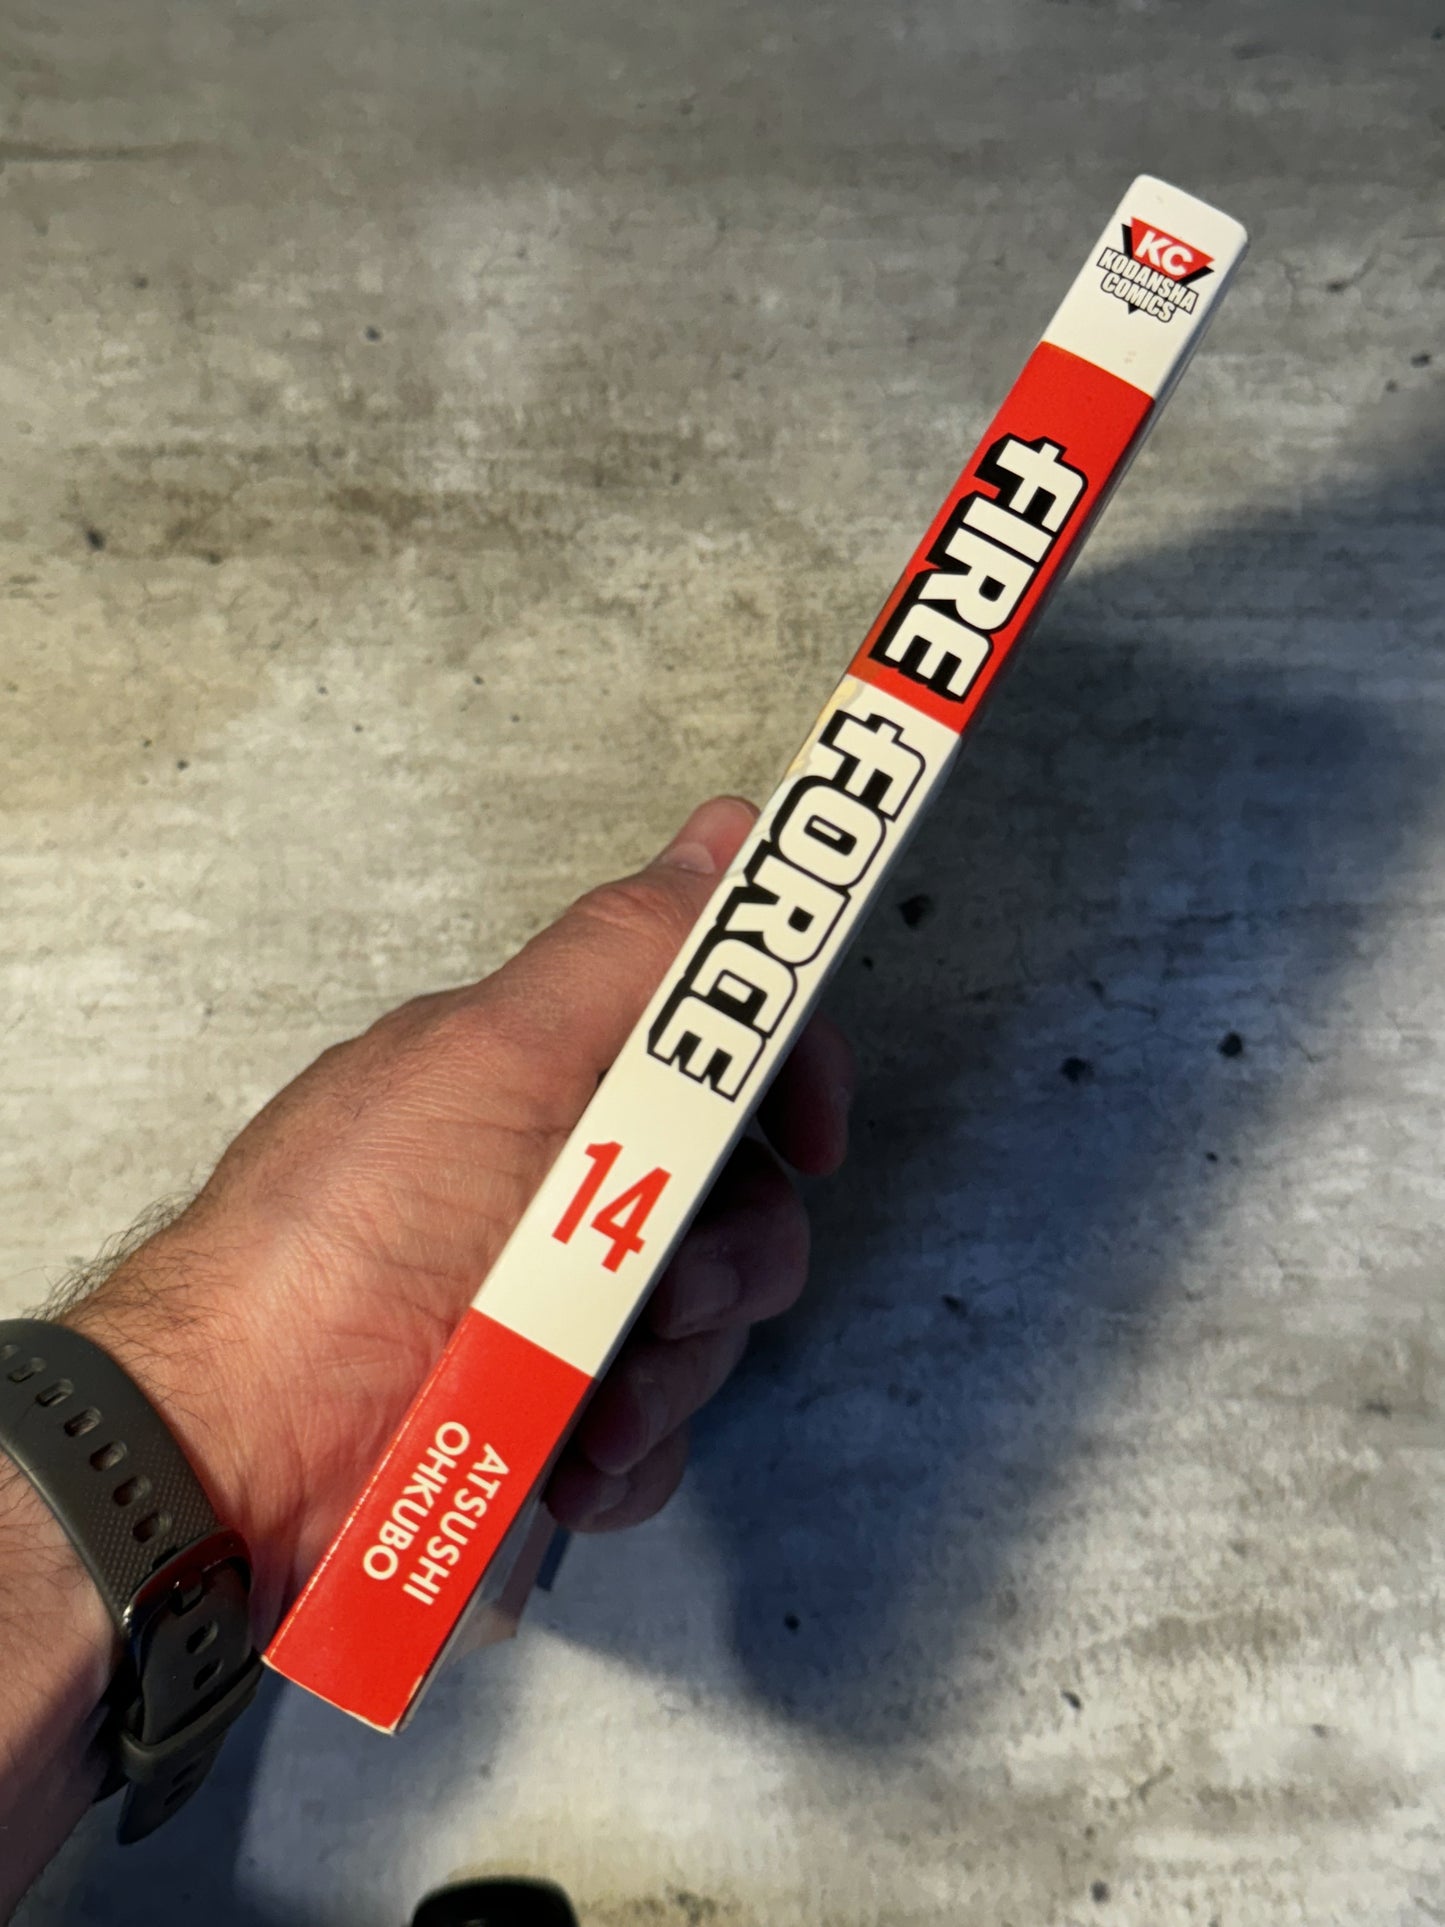 KC
KODANSHA
COMICS
FIRE FORCE
14
ATSUSHI
OHKUBO